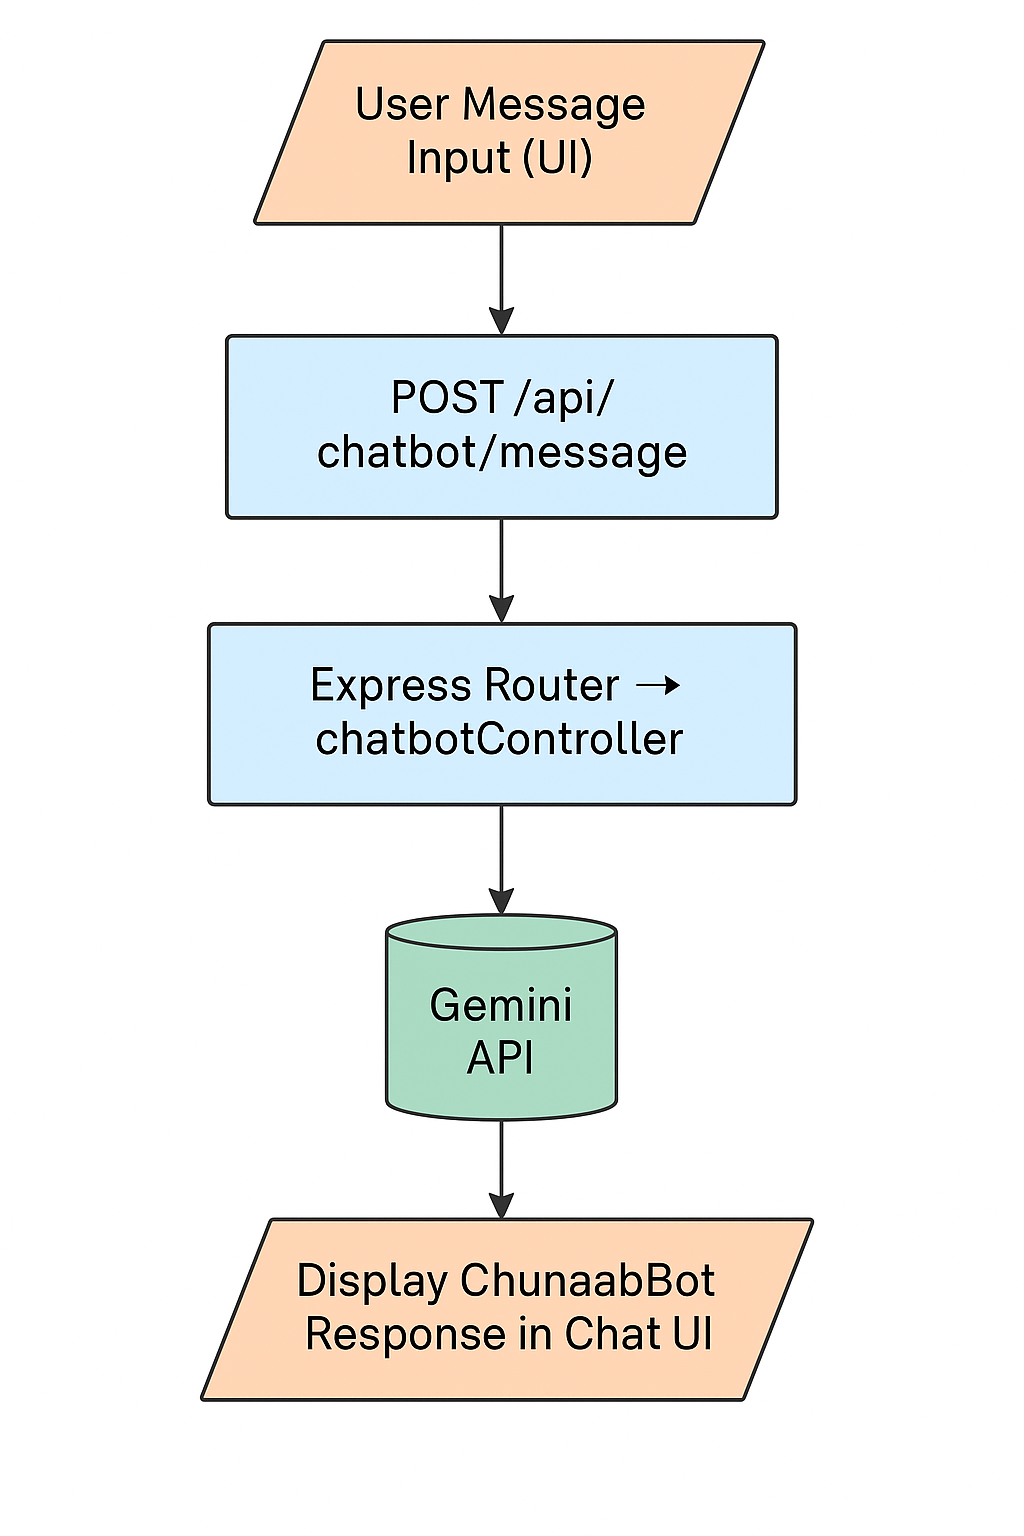 User Message
Input (UI)
POST /api/
chatbot/message
Express Router →
chatbotController
Gemini
API
Display ChunaabBot
Response in Chat UI